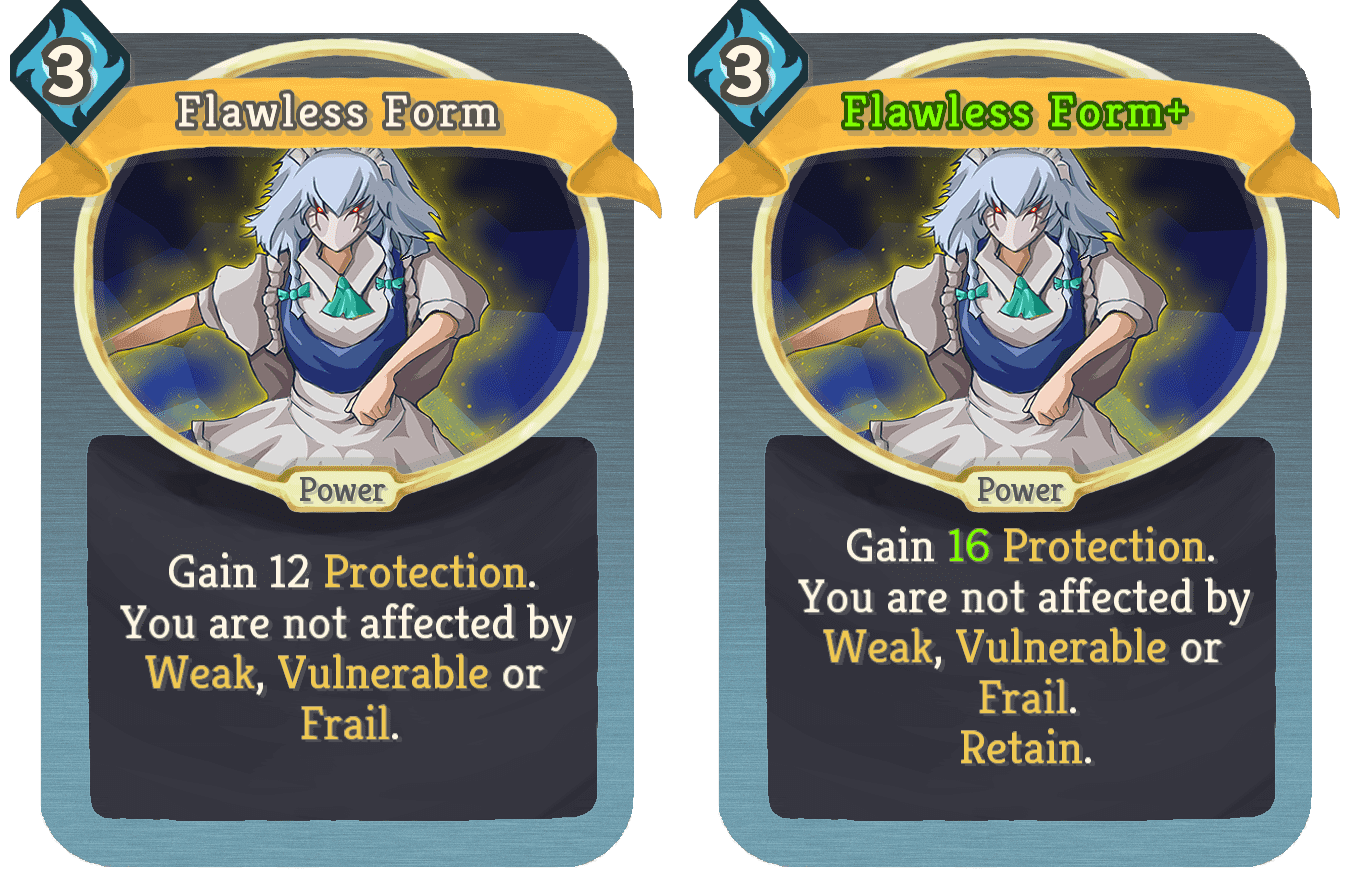 3
Flawless Form
Power
Gain 12 Protection.
You are not affected by
Weak, Vulnerable or
Frail.
3
Flawless Form+
Power
Gain 16 Protection.
You are not affected by
Weak, Vulnerable or
Frail.
Retain.